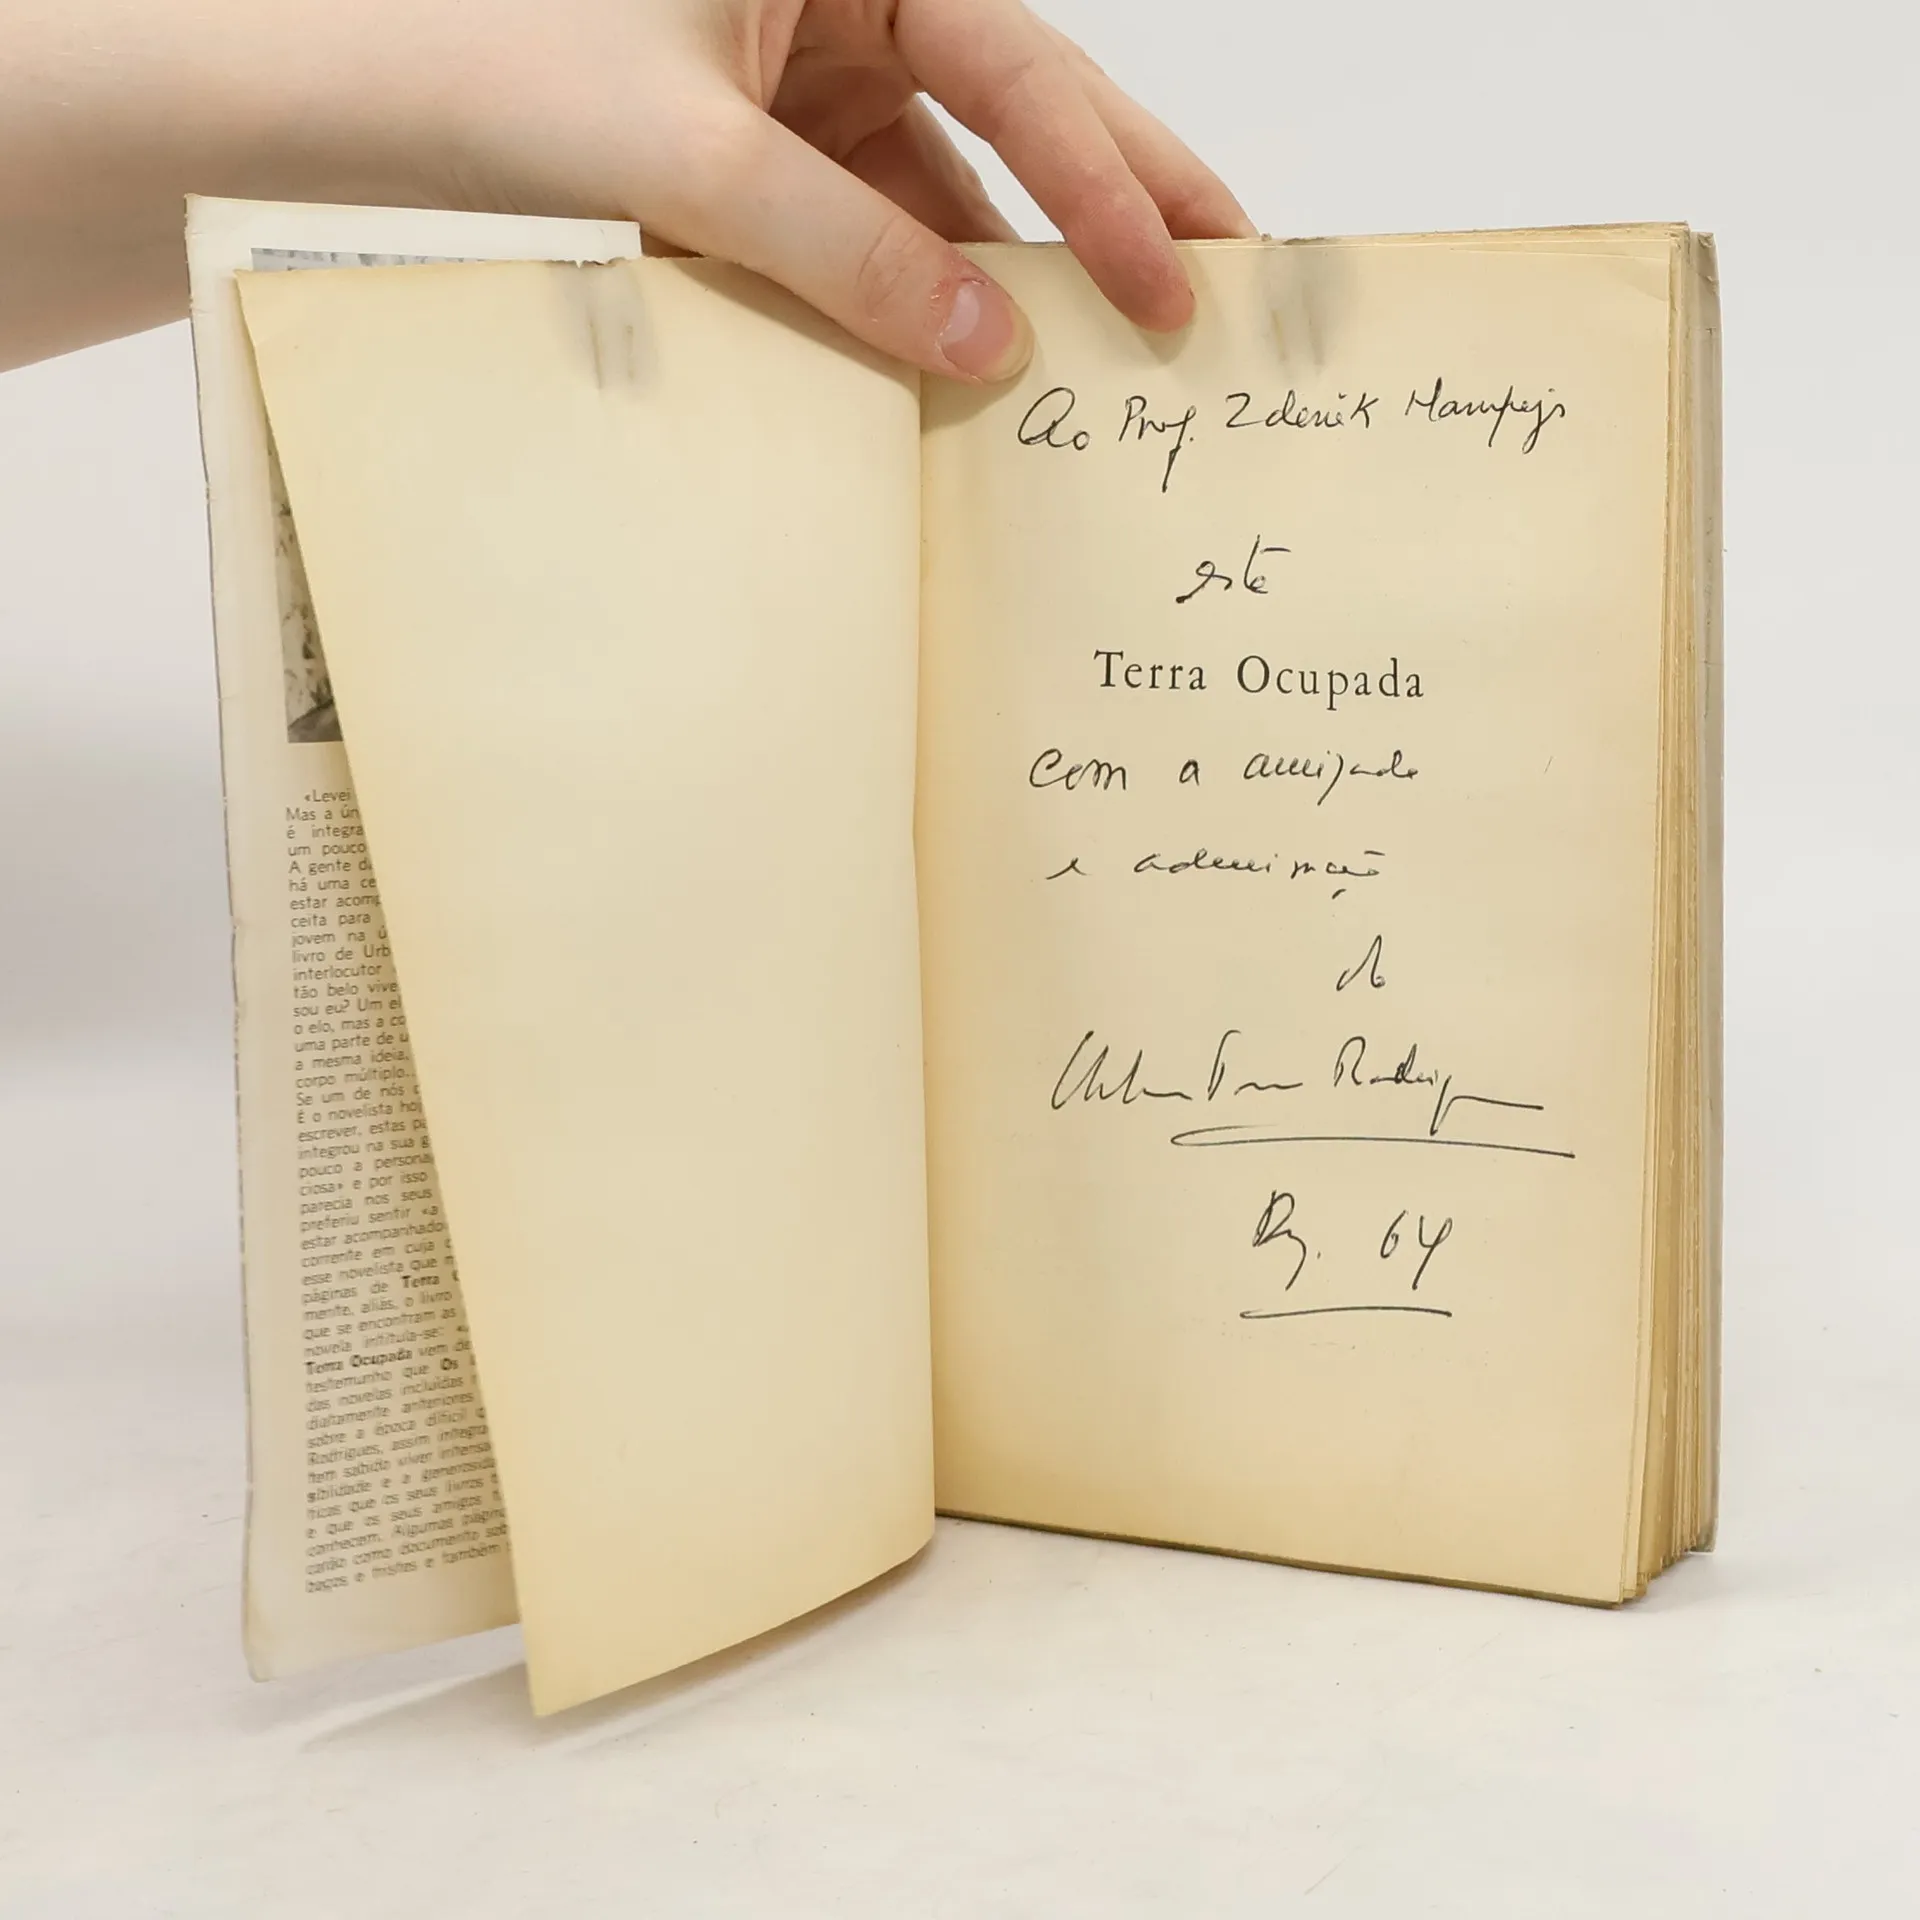 «Levei
Mas a ún
é integra
um pouco
A gente d
há uma ce
estar acomp
ceita para
jovem na ú
livro de Urb
interlocutor
tão belo vive
sou eu? Um el
o elo, mas a co
uma parte de u
a mesma ideia.
corpo múltiplo...
Se um de nós c
É o novelista hoj
escrever, estas pá
integrou na sua g
pouco a persona
ciosa» e por isso
parecia nos seus
preferiu sentir «a
estar acompanhado
corrente em cuja c
esse novelista que
páginas de Terra
mente, aliás, o livro
que se encontram as
novela intitula-se:
Terra Ocupada vem de
testemunho que Os
das novelas incluídas
diatamente anteriores
sobre a época difícil
Rodrigues, assim integra
tem sabido viver intensa
sibilidade e a generosida
ticas que os seus livros
e que os seus amigos
conhecem. Algumas página
carão como documento sob
bagos e tristes e também
Ao Prof. Zdeněk Hampejs
este
Terra Ocupada
com a amizade
e admiração
do
Urbano Tavares Rodrigues
64